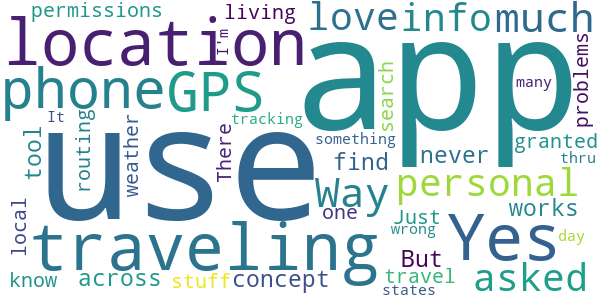 permissions living love info much
location I'm problems
phone GPS app search many
It tracking something thru
tool routing weather There find never granted
use Way personal
local one Just works
traveling wrong Yes day
But
know across stuff concept travel asked
states